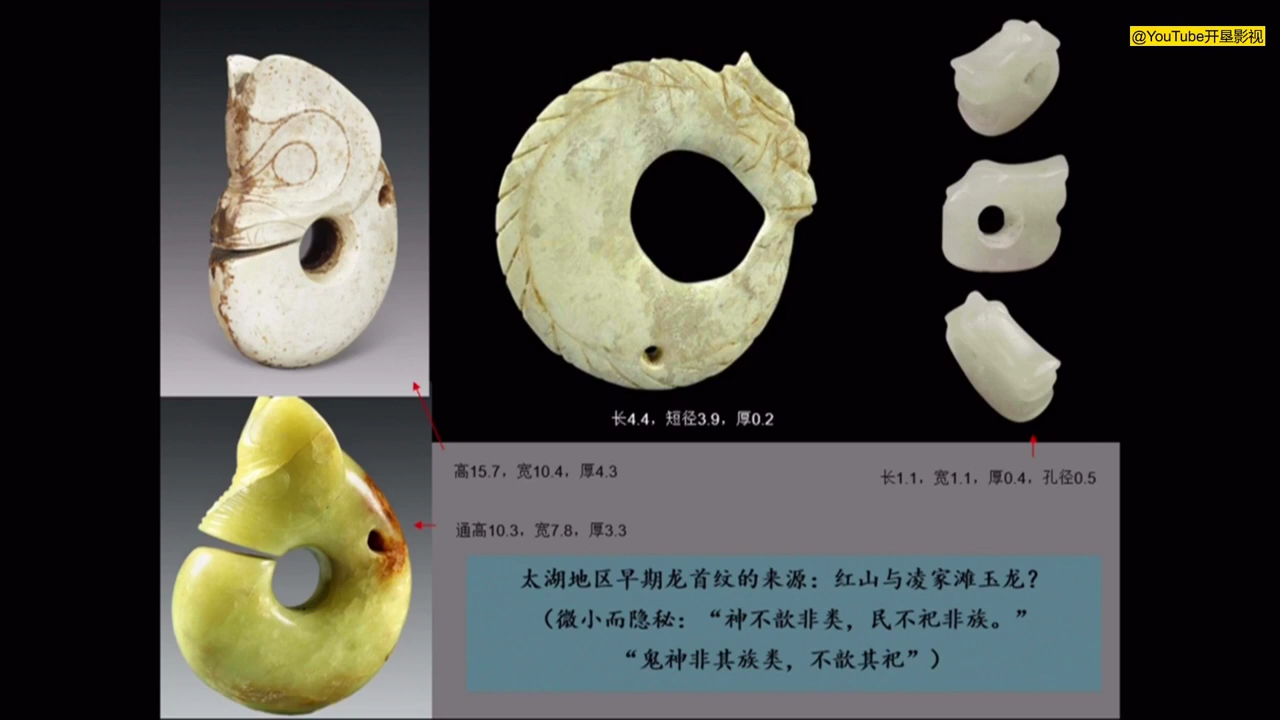 @YouTube开垦影视
长4.4，短径3.9，厚0.2
高15.7，宽10.4，厚4.3
长1.1，宽1.1，厚0.4，孔径0.5
通高10.3，宽7.8，厚3.3
太湖地区早期龙首纹的来源：红山与凌家滩玉龙？
（微小而隐秘：“神不歆非类，民不祀非族。”
“鬼神非其族类，不歆其祀”）